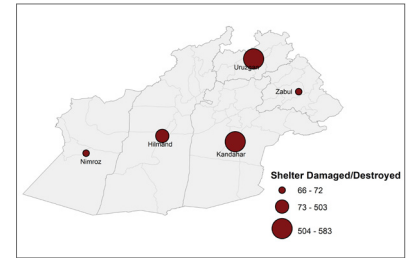 Uruzgan
Zabul
Hilmand
Kandahar
Nimroz
Shelter Damaged/Destroyed
66 - 72
73 - 503
504 - 583